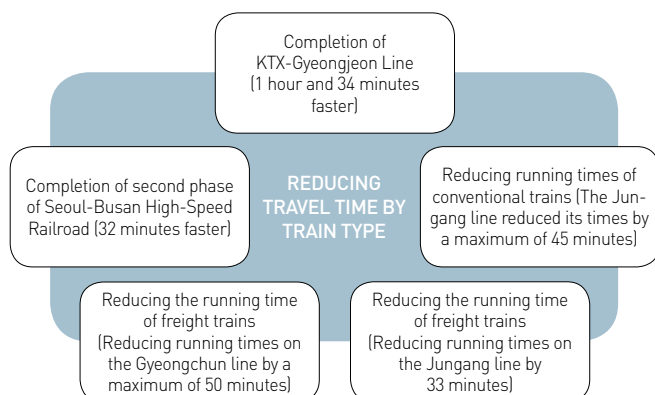 Completion of
KTX-Gyeongjeon Line
(1 hour and 34 minutes
faster)
Completion of second phase
of Seoul-Busan High-Speed
Railroad (32 minutes faster)
REDUCING
TRAVEL TIME BY
TRAIN TYPE
Reducing running times of
conventional trains (The Jun-
gang line reduced its times by
a maximum of 45 minutes)
Reducing the running time
of freight trains
(Reducing running times on
the Gyeongchun line by a
maximum of 50 minutes)
Reducing the running time
of freight trains
(Reducing running times on
the Jungang line by
33 minutes)